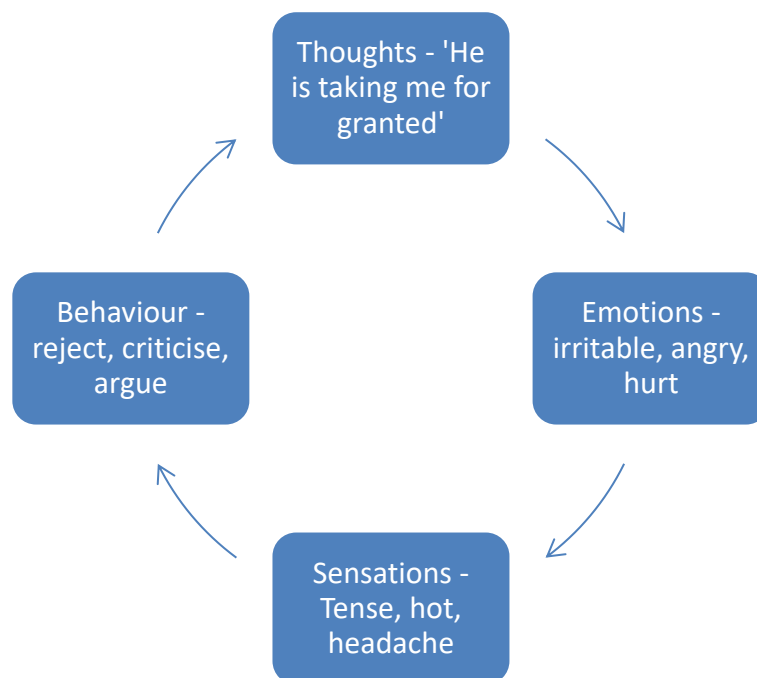 Thoughts - 'He
is taking me for
granted'
Emotions -
irritable, angry,
hurt
Sensations -
Tense, hot,
headache
Behaviour -
reject, criticise,
argue